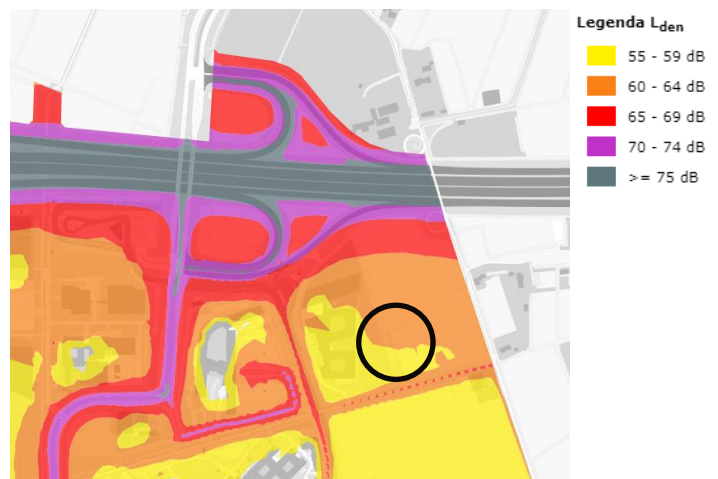 Legenda Lden
55 - 59 dB
60 - 64 dB
65 - 69 dB
70 - 74 dB
>= 75 dB